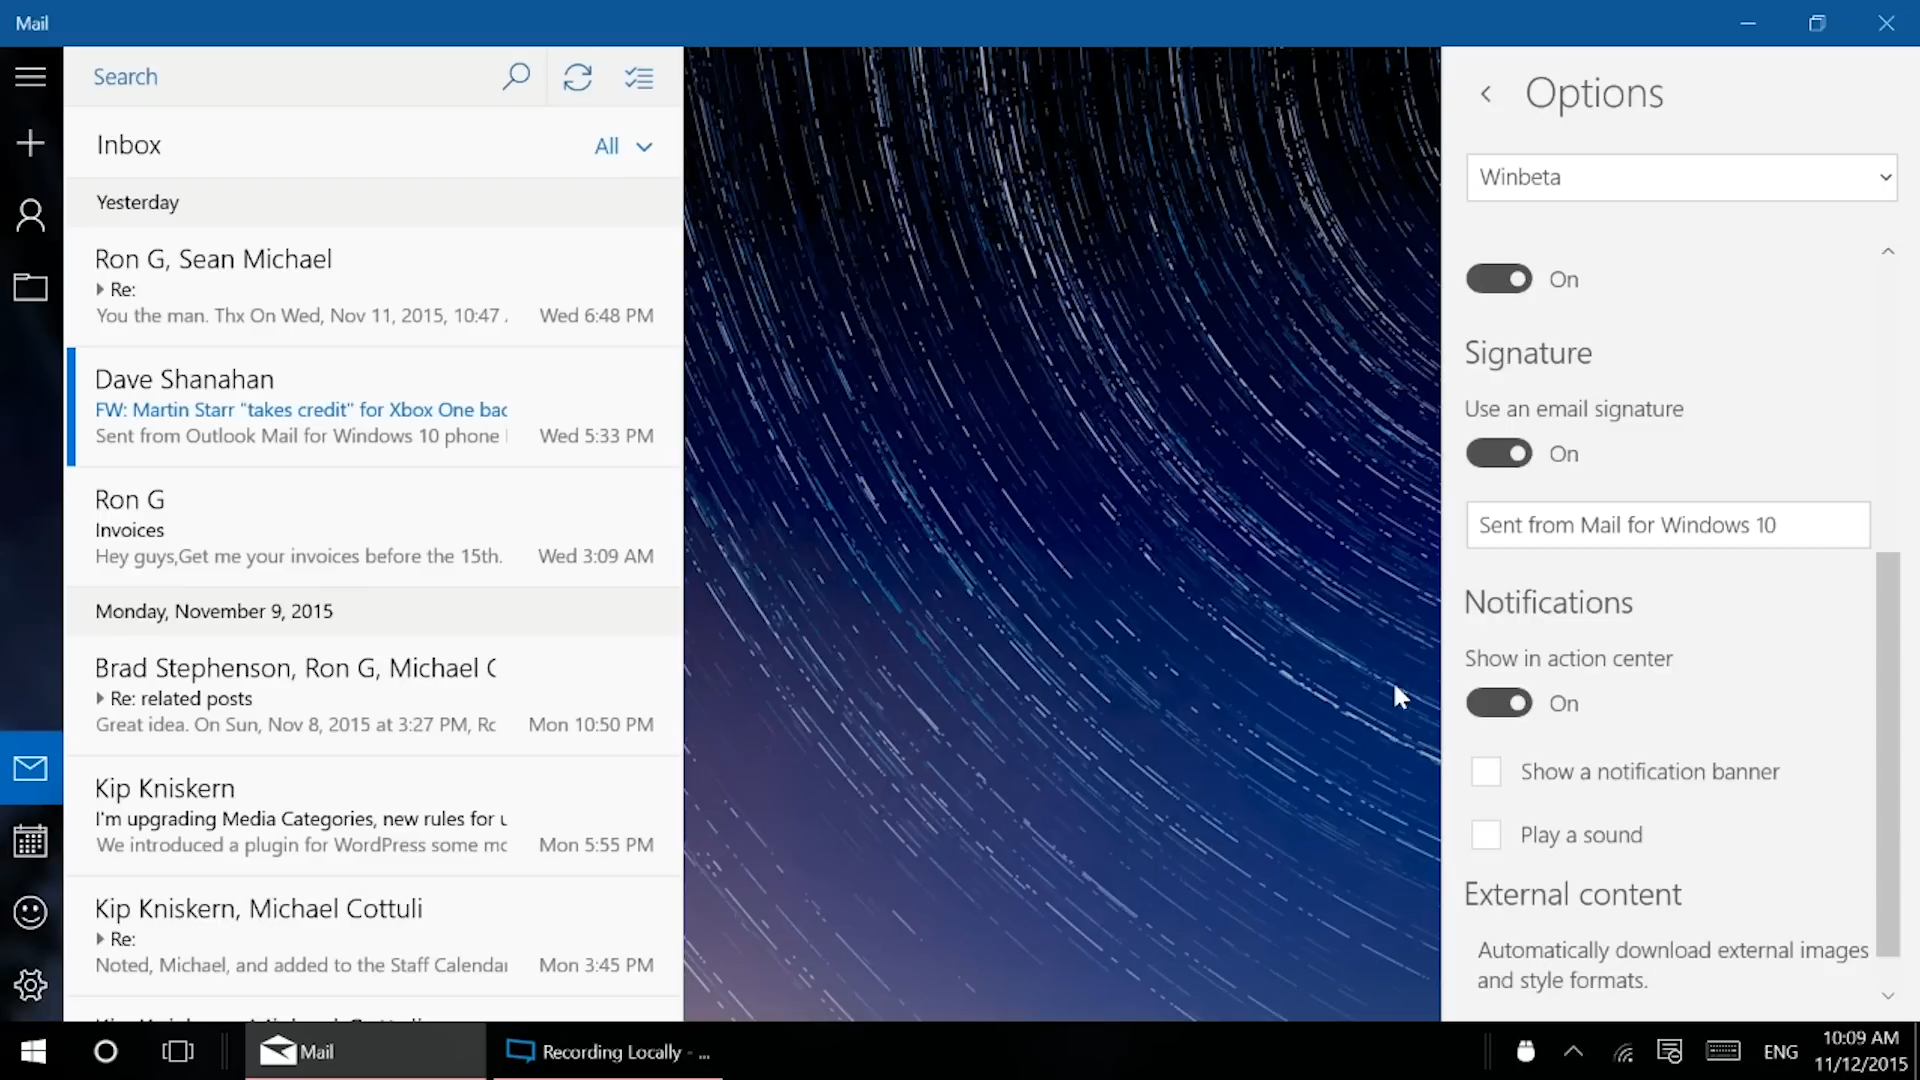 Mail
Search
Inbox
All
Yesterday
Ron G, Sean Michael
Re:
You the man. Thx On Wed, Nov 11, 2015, 10:47
Wed 6:48 PM
Dave Shanahan
FW: Martin Starr "takes credit" for Xbox One bac
Sent from Outlook Mail for Windows 10 phone
Wed 5:33 PM
Ron G
Invoices
Hey guys,Get me your invoices before the 15th.
Wed 3:09 AM
Monday, November 9, 2015
Brad Stephenson, Ron G, Michael C
Re: related posts
Great idea. On Sun, Nov 8, 2015 at 3:27 PM, Rc
Mon 10:50 PM
Kip Kniskern
I'm upgrading Media Categories, new rules for u
We introduced a plugin for WordPress some mo
Mon 5:55 PM
Kip Kniskern, Michael Cottuli
Re:
Noted, Michael, and added to the Staff Calendar
Mon 3:45 PM
Options
Winbeta
On
Signature
Use an email signature
On
Sent from Mail for Windows 10
Notifications
Show in action center
On
Show a notification banner
Play a sound
External content
Automatically download external images
and style formats.
Mail
Recording Locally - ...
ENG
10:09 AM
11/12/2015